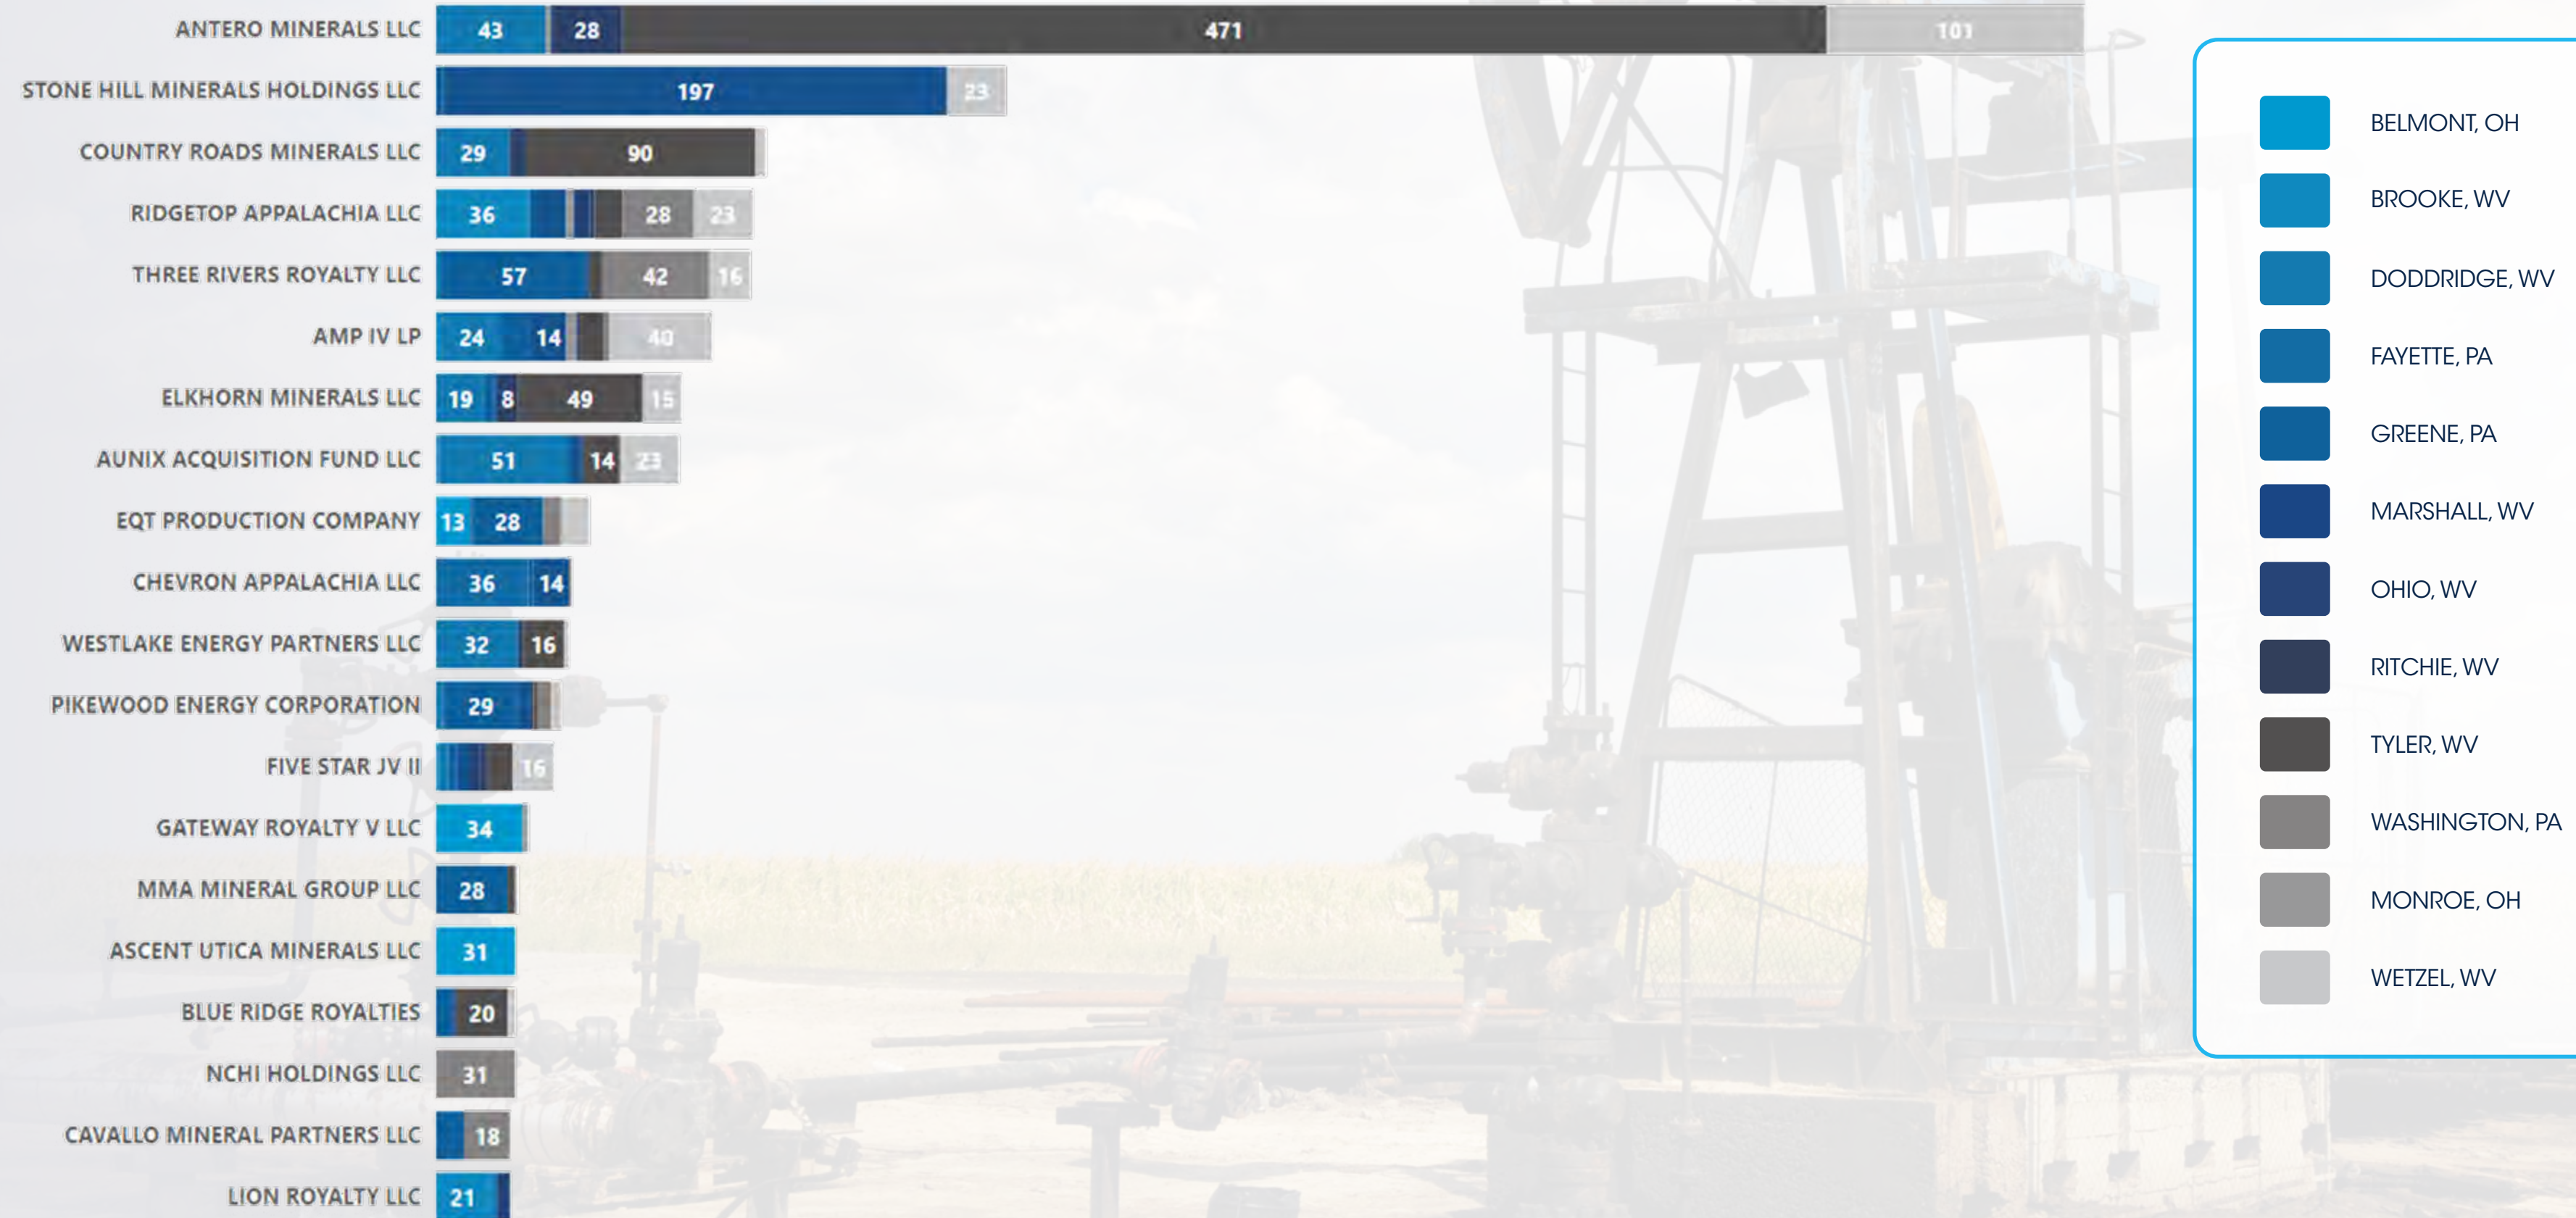 ANTERO MINERALS LLC 43 28 471 101
STONE HILL MINERALS HOLDINGS LLC 197 23
COUNTRY ROADS MINERALS LLC 29 90
RIDGETOP APPALACHIA LLC 36 28 23
THREE RIVERS ROYALTY LLC 57 42 16
AMP IV LP 24 14 40
ELKHORN MINERALS LLC 19 8 49 15
AUNIX ACQUISITION FUND LLC 51 14 23
EQT PRODUCTION COMPANY 13 28
CHEVRON APPALACHIA LLC 36 14
WESTLAKE ENERGY PARTNERS LLC 32 16
PIKEWOOD ENERGY CORPORATION 29
FIVE STAR JV II 16
GATEWAY ROYALTY V LLC 34
MMA MINERAL GROUP LLC 28
ASCENT UTICA MINERALS LLC 31
BLUE RIDGE ROYALTIES 20
NCHI HOLDINGS LLC 31
CAVALLO MINERAL PARTNERS LLC 18
LION ROYALTY LLC 21
BELMONT, OH
BROOKE, WV
DODDRIDGE, WV
FAYETTE, PA
GREENE, PA
MARSHALL, WV
OHIO, WV
RITCHIE, WV
TYLER, WV
WASHINGTON, PA
MONROE, OH
WETZEL, WV